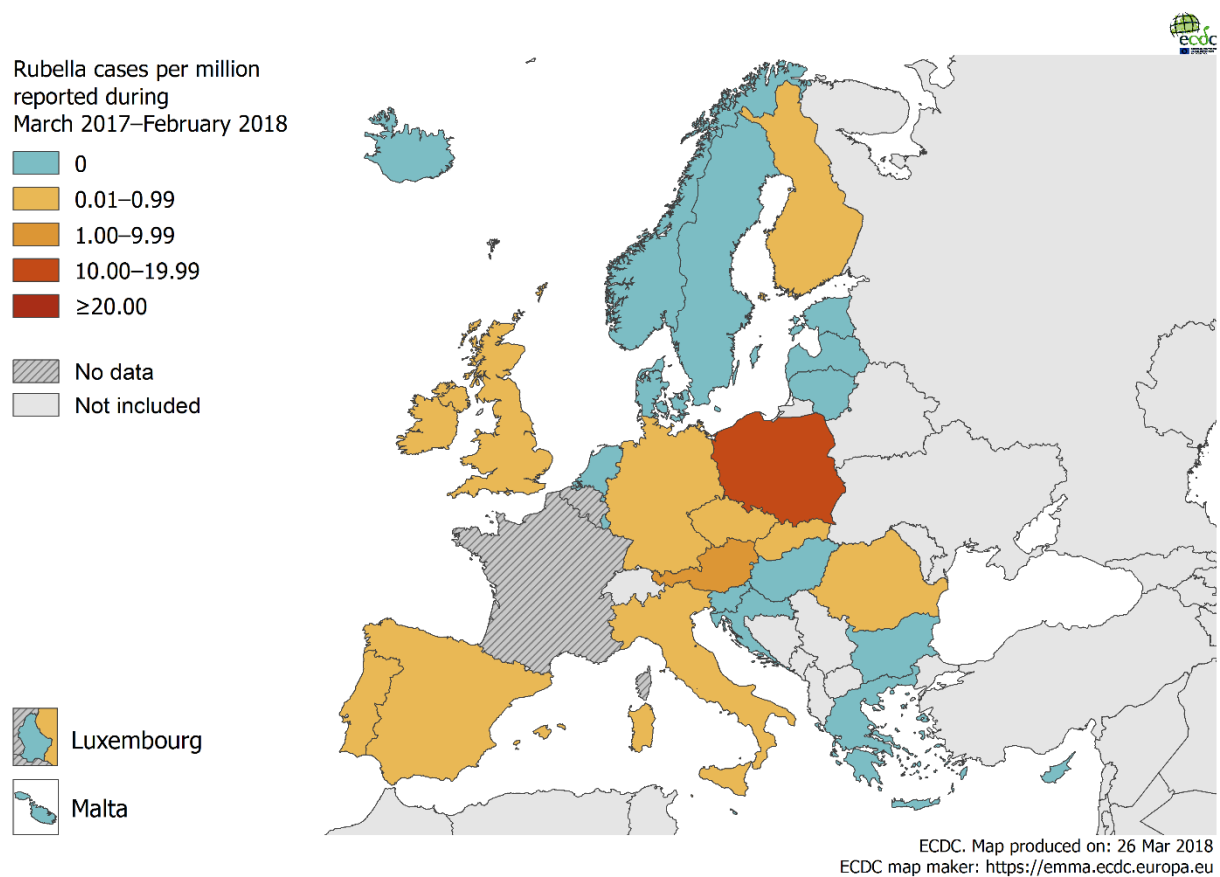 ecdc
Rubella cases per million
reported during
March 2017–February 2018
0
0.01–0.99
1.00–9.99
10.00–19.99
≥20.00
No data
Not included
Luxembourg
Malta
ECDC. Map produced on: 26 Mar 2018
ECDC map maker: https://emma.ecdc.europa.eu